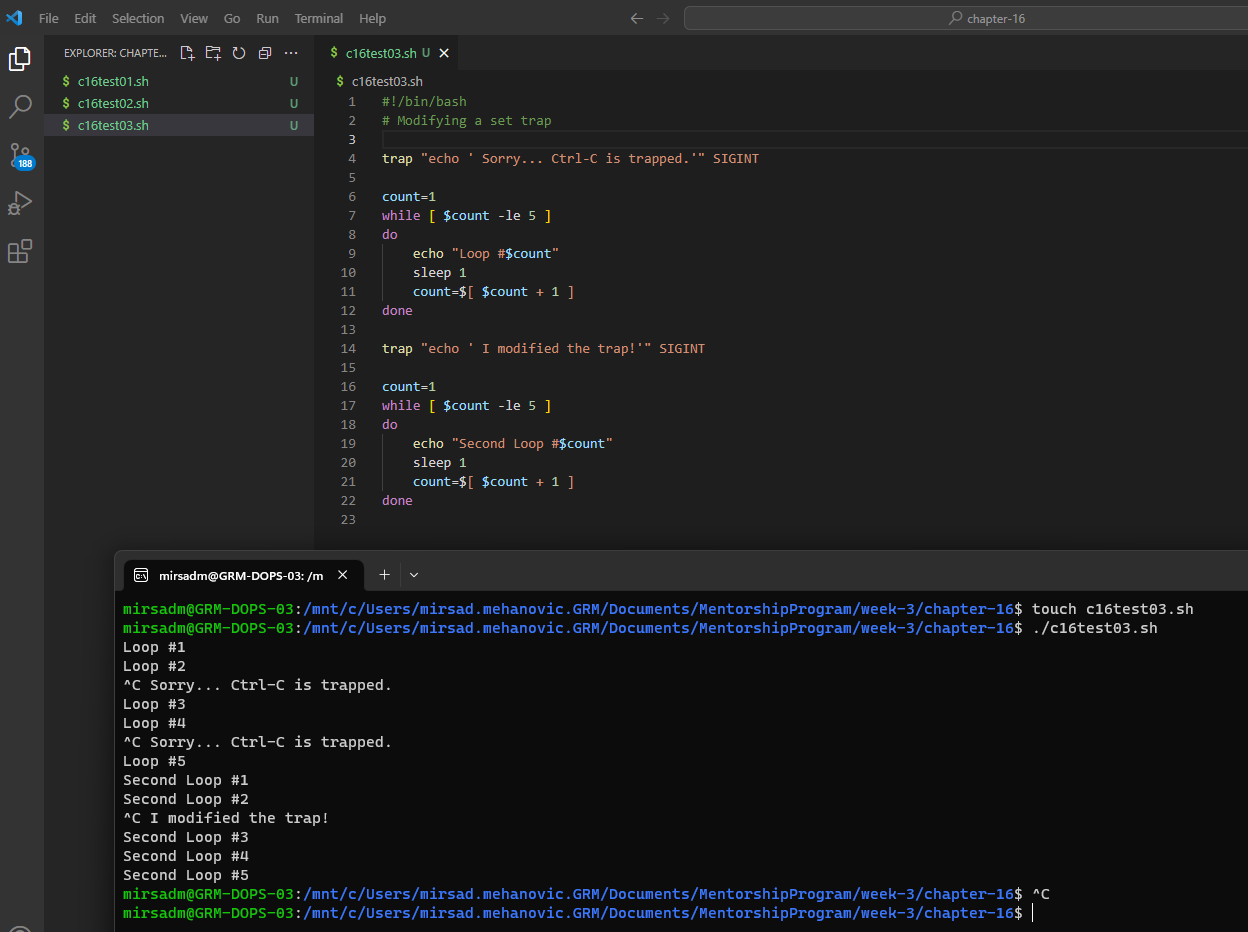 File Edit Selection View Go Run Terminal Help
chapter-16
EXPLORER: CHAPTE...
c16test03.sh U
$ c16test01.sh U
$ c16test02.sh U
$ c16test03.sh U
188
$ c16test03.sh
1 #!/bin/bash
2 # Modifying a set trap
3
4 trap "echo ' Sorry... Ctrl-C is trapped.'" SIGINT
5
6 count=1
7 while [ $count -le 5 ]
8 do
9 echo "Loop #$count"
10 sleep 1
11 count=$[ $count + 1 ]
12 done
13
14 trap "echo ' I modified the trap!'" SIGINT
15
16 count=1
17 while [ $count -le 5 ]
18 do
19 echo "Second Loop #$count"
20 sleep 1
21 count=$[ $count + 1 ]
22 done
23
mirsadm@GRM-DOPS-03: /m
mirsadm@GRM-DOPS-03:/mnt/c/Users/mirsad.mehanovic.GRM/Documents/MentorshipProgram/week-3/chapter-16$ touch c16test03.sh
mirsadm@GRM-DOPS-03:/mnt/c/Users/mirsad.mehanovic.GRM/Documents/MentorshipProgram/week-3/chapter-16$ ./c16test03.sh
Loop #1
Loop #2
^C Sorry... Ctrl-C is trapped.
Loop #3
Loop #4
^C Sorry... Ctrl-C is trapped.
Loop #5
Second Loop #1
Second Loop #2
^C I modified the trap!
Second Loop #3
Second Loop #4
Second Loop #5
mirsadm@GRM-DOPS-03:/mnt/c/Users/mirsad.mehanovic.GRM/Documents/MentorshipProgram/week-3/chapter-16$ ^C
mirsadm@GRM-DOPS-03:/mnt/c/Users/mirsad.mehanovic.GRM/Documents/MentorshipProgram/week-3/chapter-16$